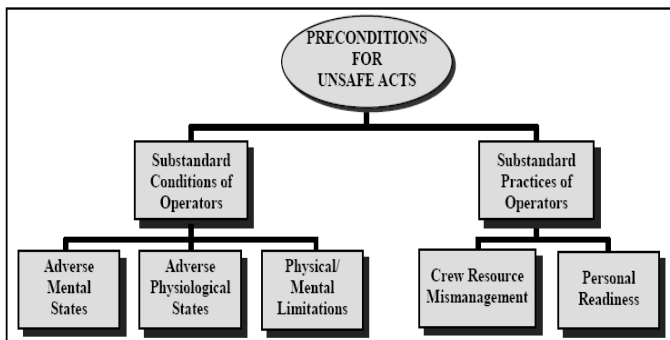 PRECONDITIONS
FOR
UNSAFE ACTS
Substandard
Conditions of
Operators
Substandard
Practices of
Operators
Adverse
Mental
States
Adverse
Physiological
States
Physical/
Mental
Limitations
Crew Resource
Mismanagement
Personal
Readiness